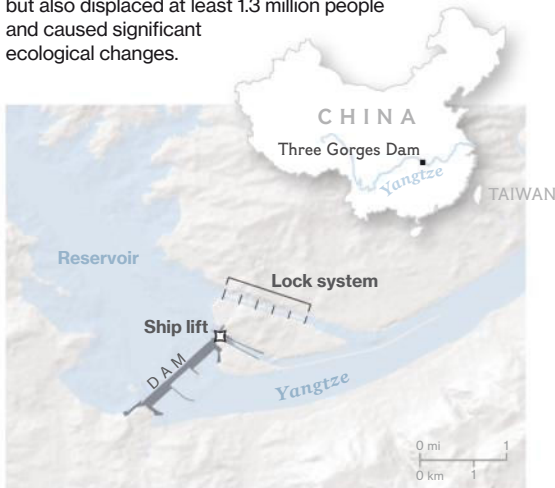 but also displaced at least 1.3 million people
and caused significant
ecological changes.
CHINA
Three Gorges Dam
Yangtze
TAIWAN
Reservoir
Lock system
Ship lift
DAM
Yangtze
0 mi 1
0 km 1